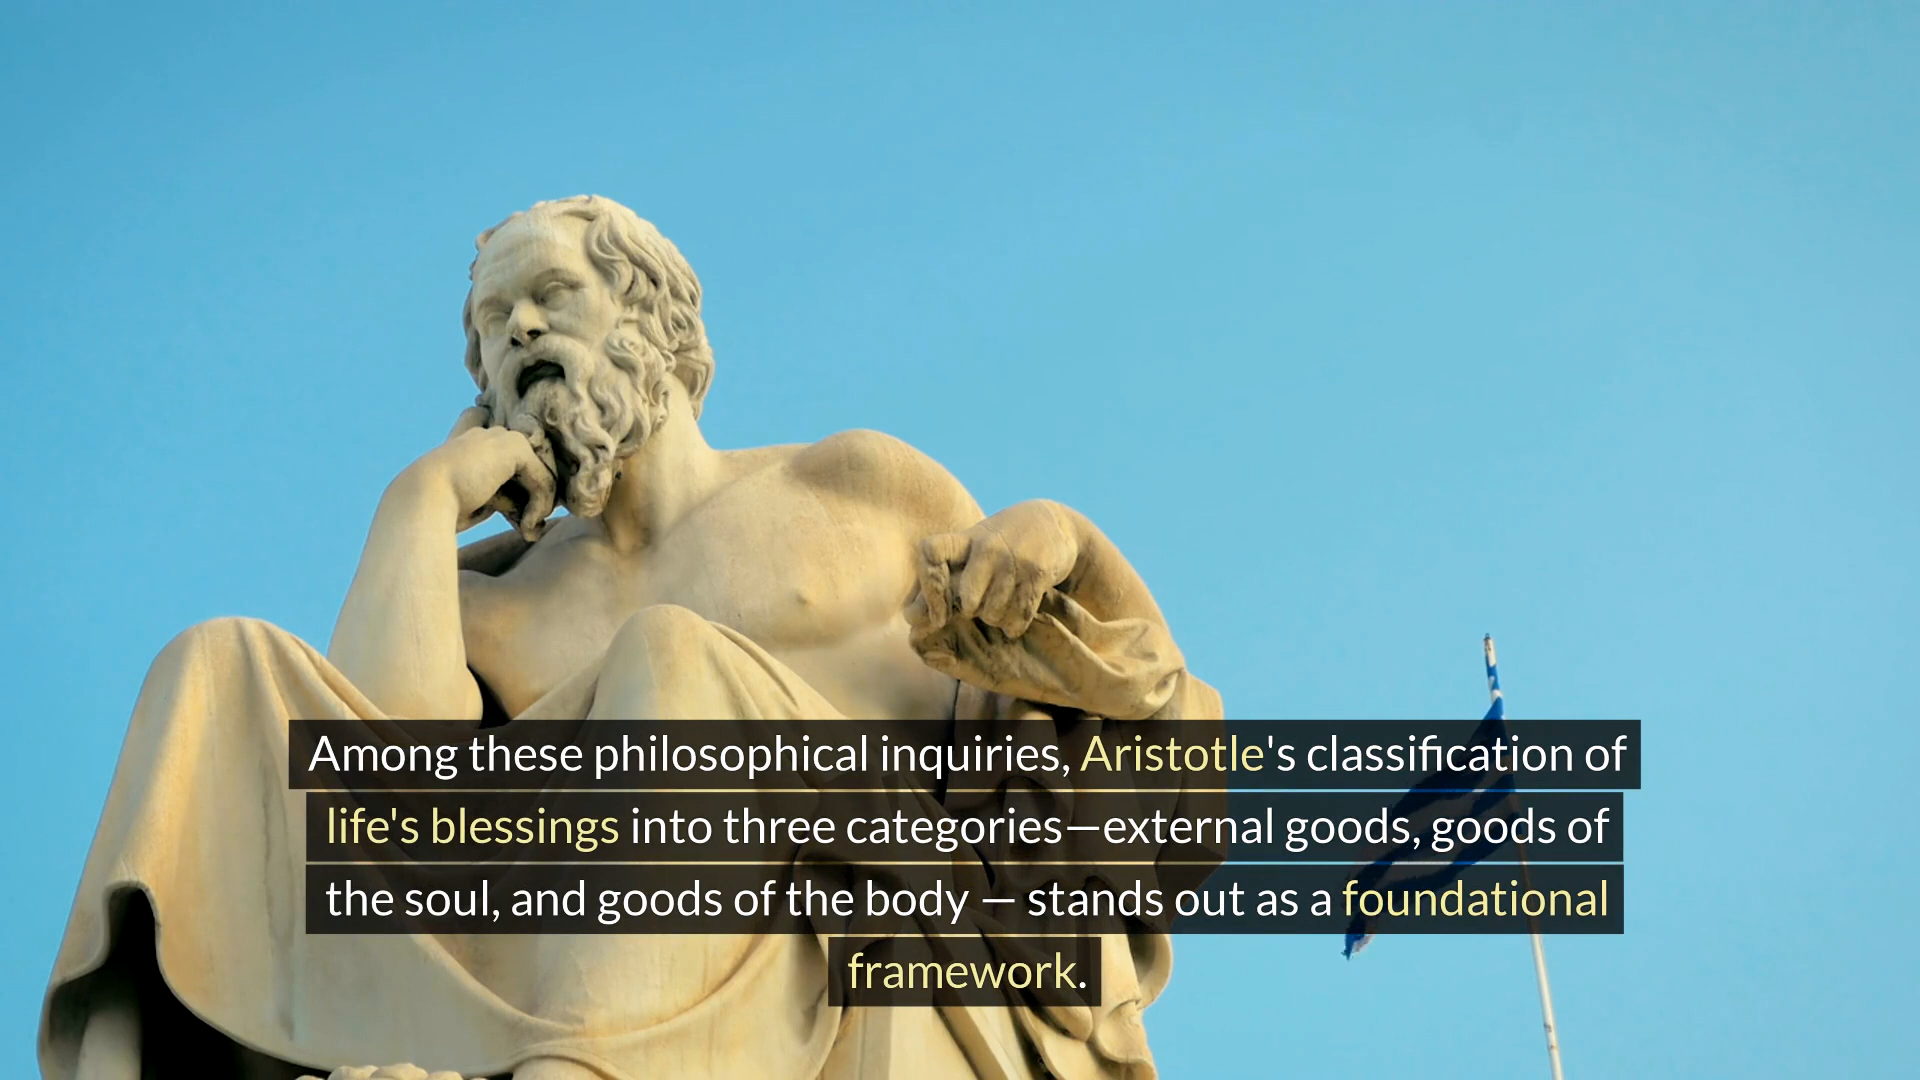 Among these philosophical inquiries, Aristotle's classification of
life's blessings into three categories—external goods, goods of
the soul, and goods of the body — stands out as a foundational
framework.